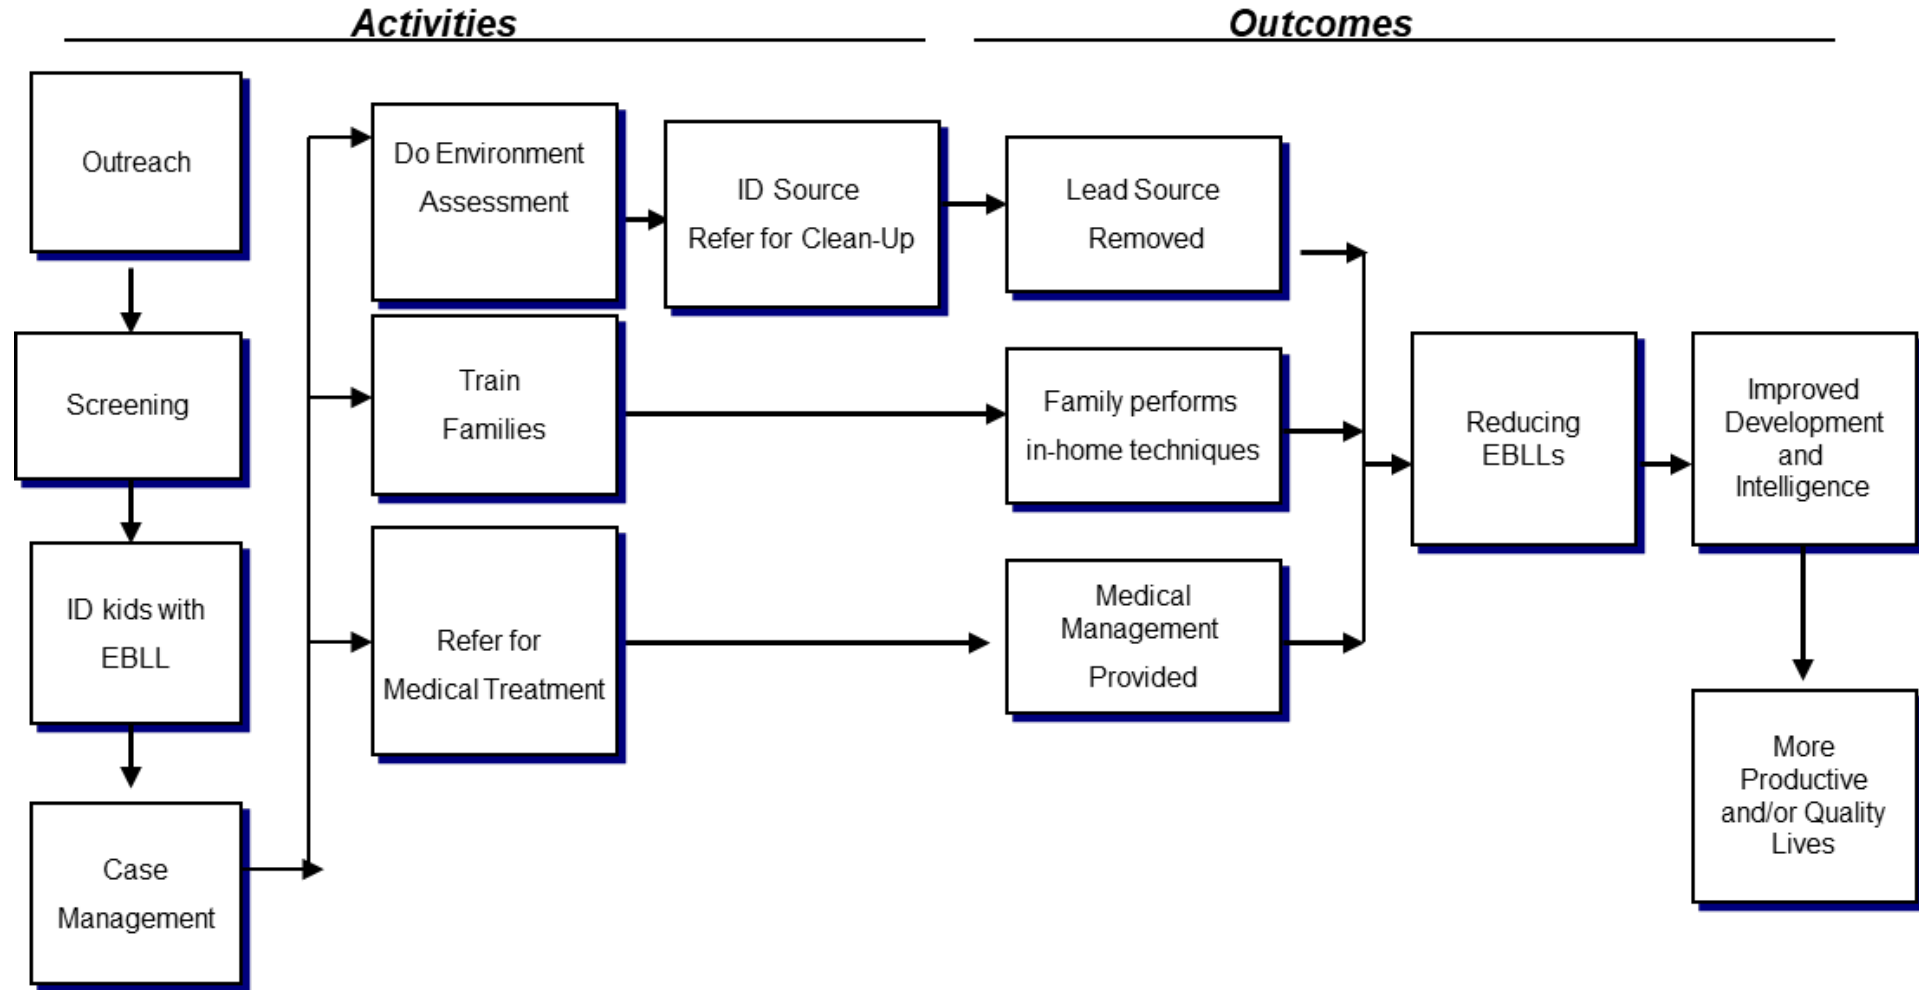 Activities
Outcomes
Outreach
Screening
ID kids with
EBLL
Case
Management
Do Environment
Assessment
Train
Families
Refer for
Medical Treatment
ID Source
Refer for Clean-Up
Lead Source
Removed
Family performs
in-home techniques
Medical
Management
Provided
Reducing
EBLLs
Improved
Development
and
Intelligence
More
Productive
and/or Quality
Lives